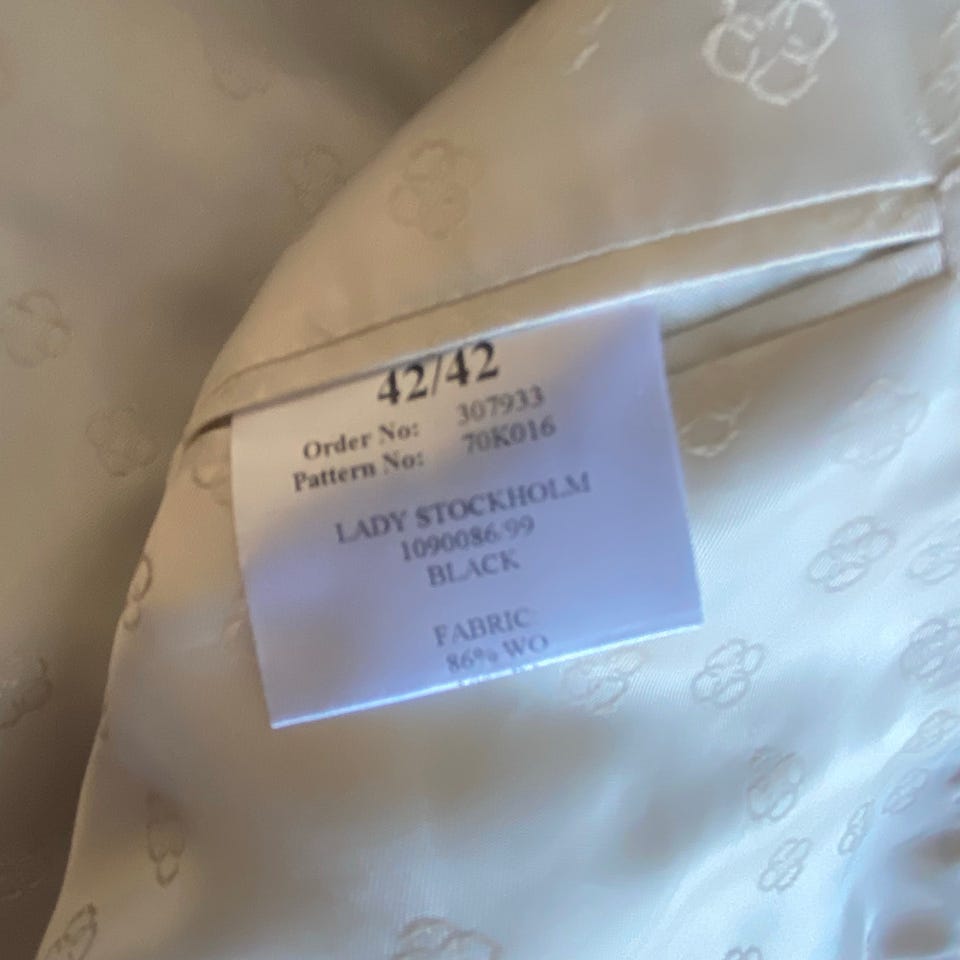 42/42
Order No: 307933
Pattern No: 70K016
LADY STOCKHOLM
1090086.99
BLACK
FABRIC:
86% WO